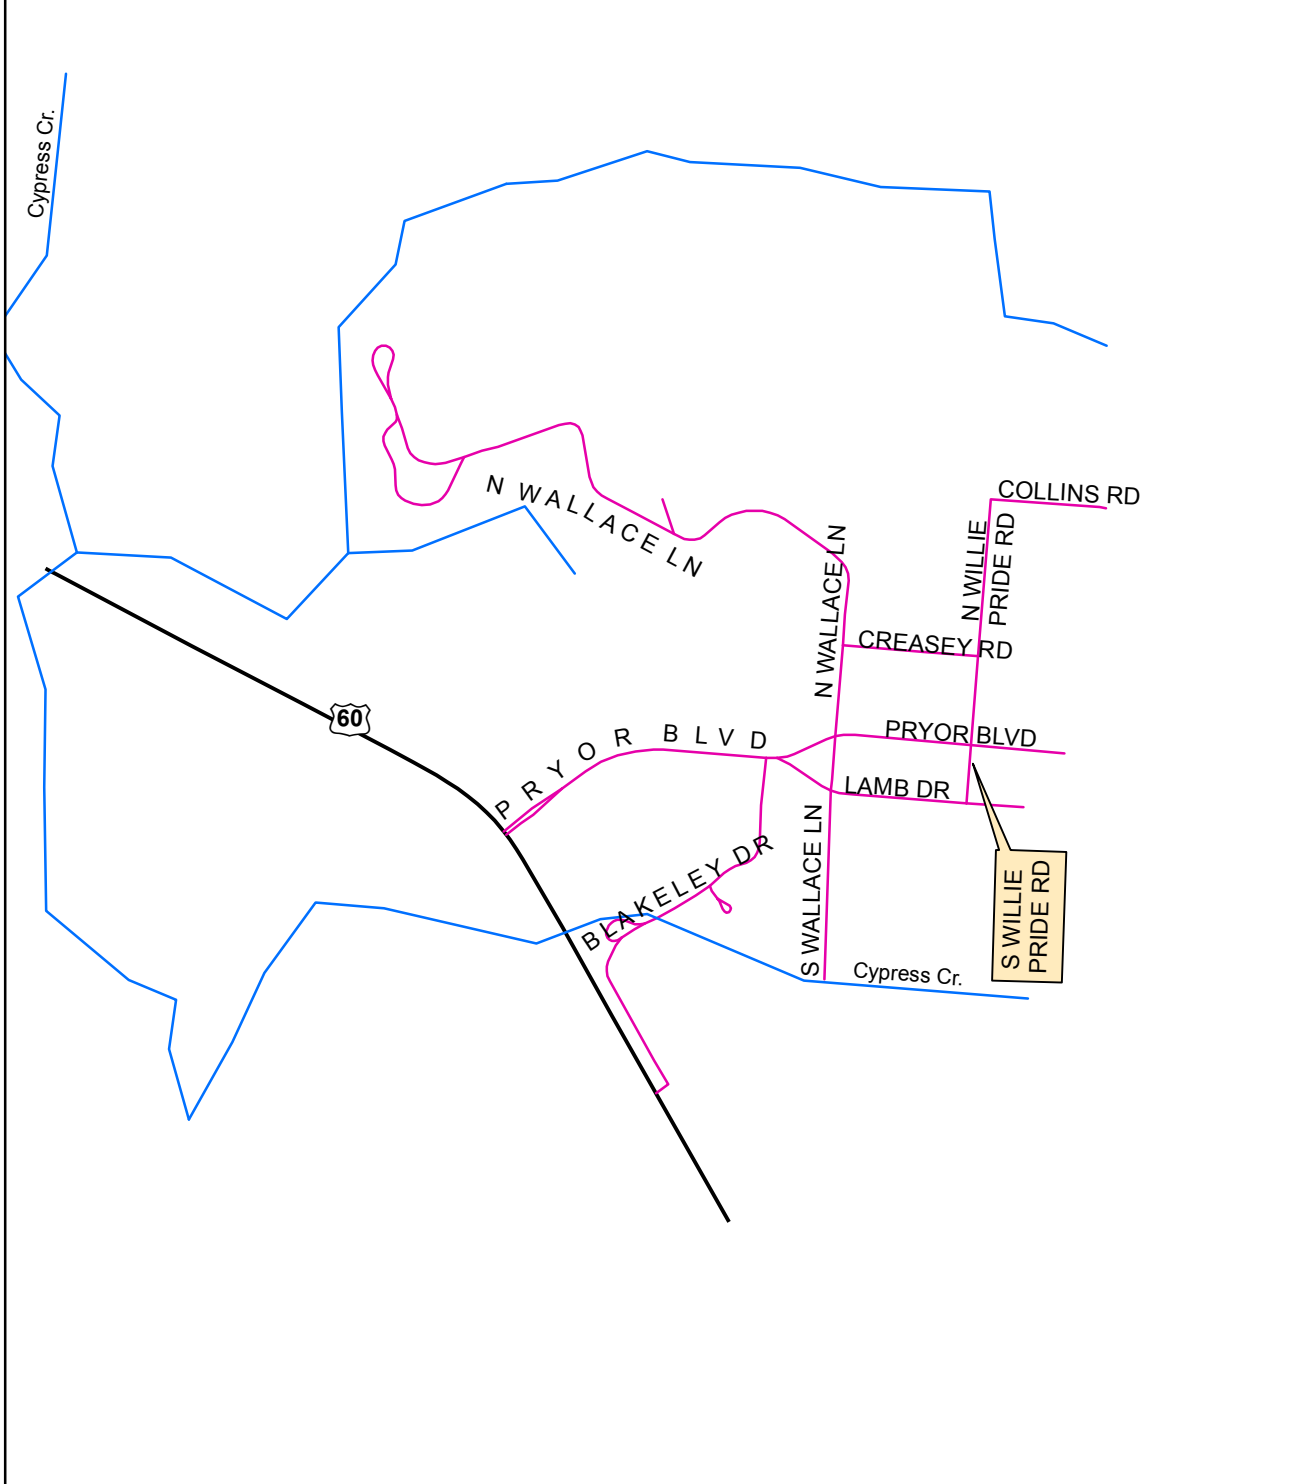 Cypress Cr.
COLLINS RD
N WALLACE LN
N WALLACE LN
N WILLIE
PRIDE RD
CREASEY RD
60
PRYOR BLVD
PRYOR BLVD
LAMB DR
BLAKELEY DR
S WALLACE LN
S WILLIE
PRIDE RD
Cypress Cr.